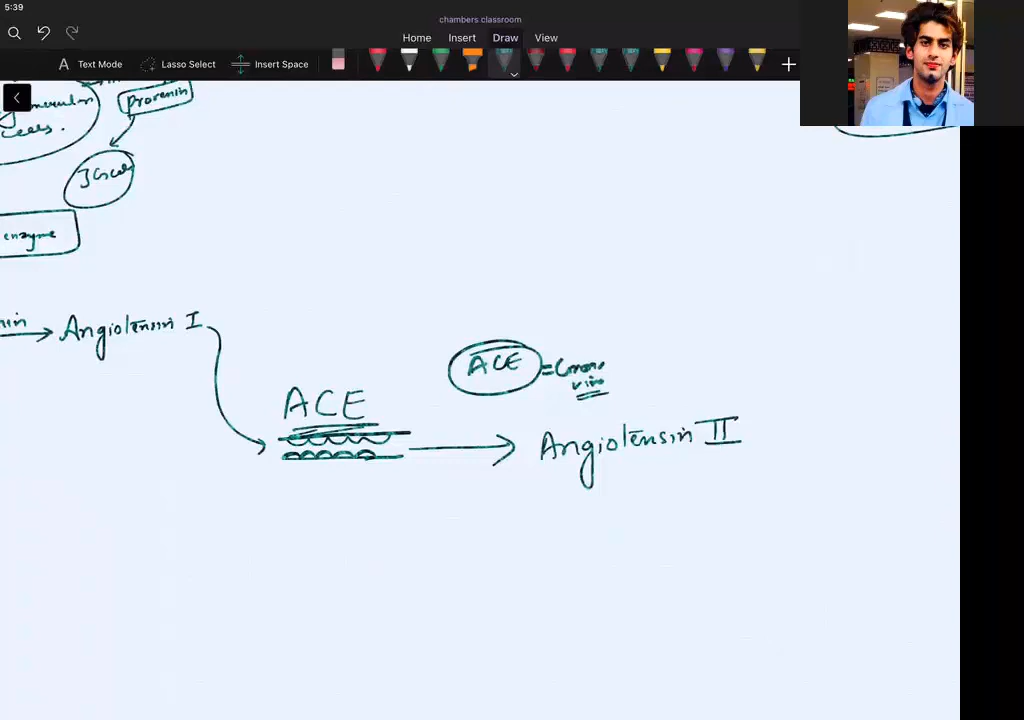 5:39
chambers classroom
Home Insert Draw View
Text Mode Lasso Select Insert Space
cells.
prorenin
enzyme
Angiotensin I
ACE
ACE =
Angiotensin II